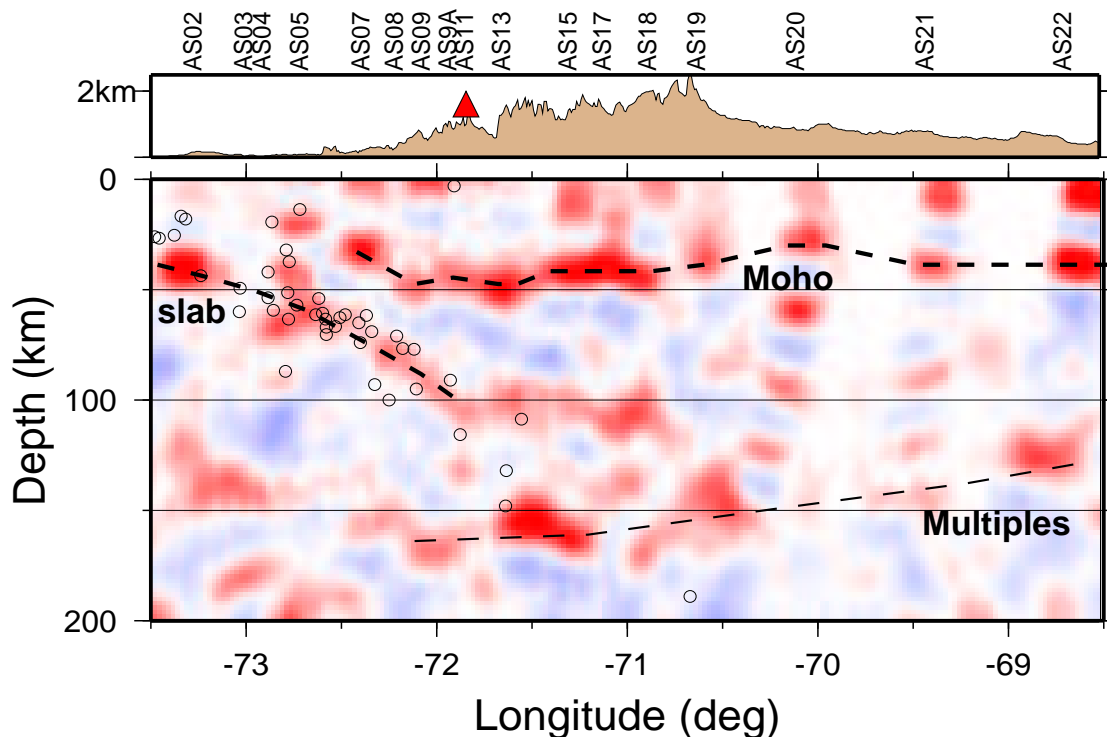 AS02
AS03
AS04
AS05
AS07
AS08
AS09
AS9A
AS11
AS13
AS15
AS17
AS18
AS19
AS20
AS21
AS22
2km
0
100
200
Depth (km)
slab
Moho
Multiples
-73
-72
-71
-70
-69
Longitude (deg)